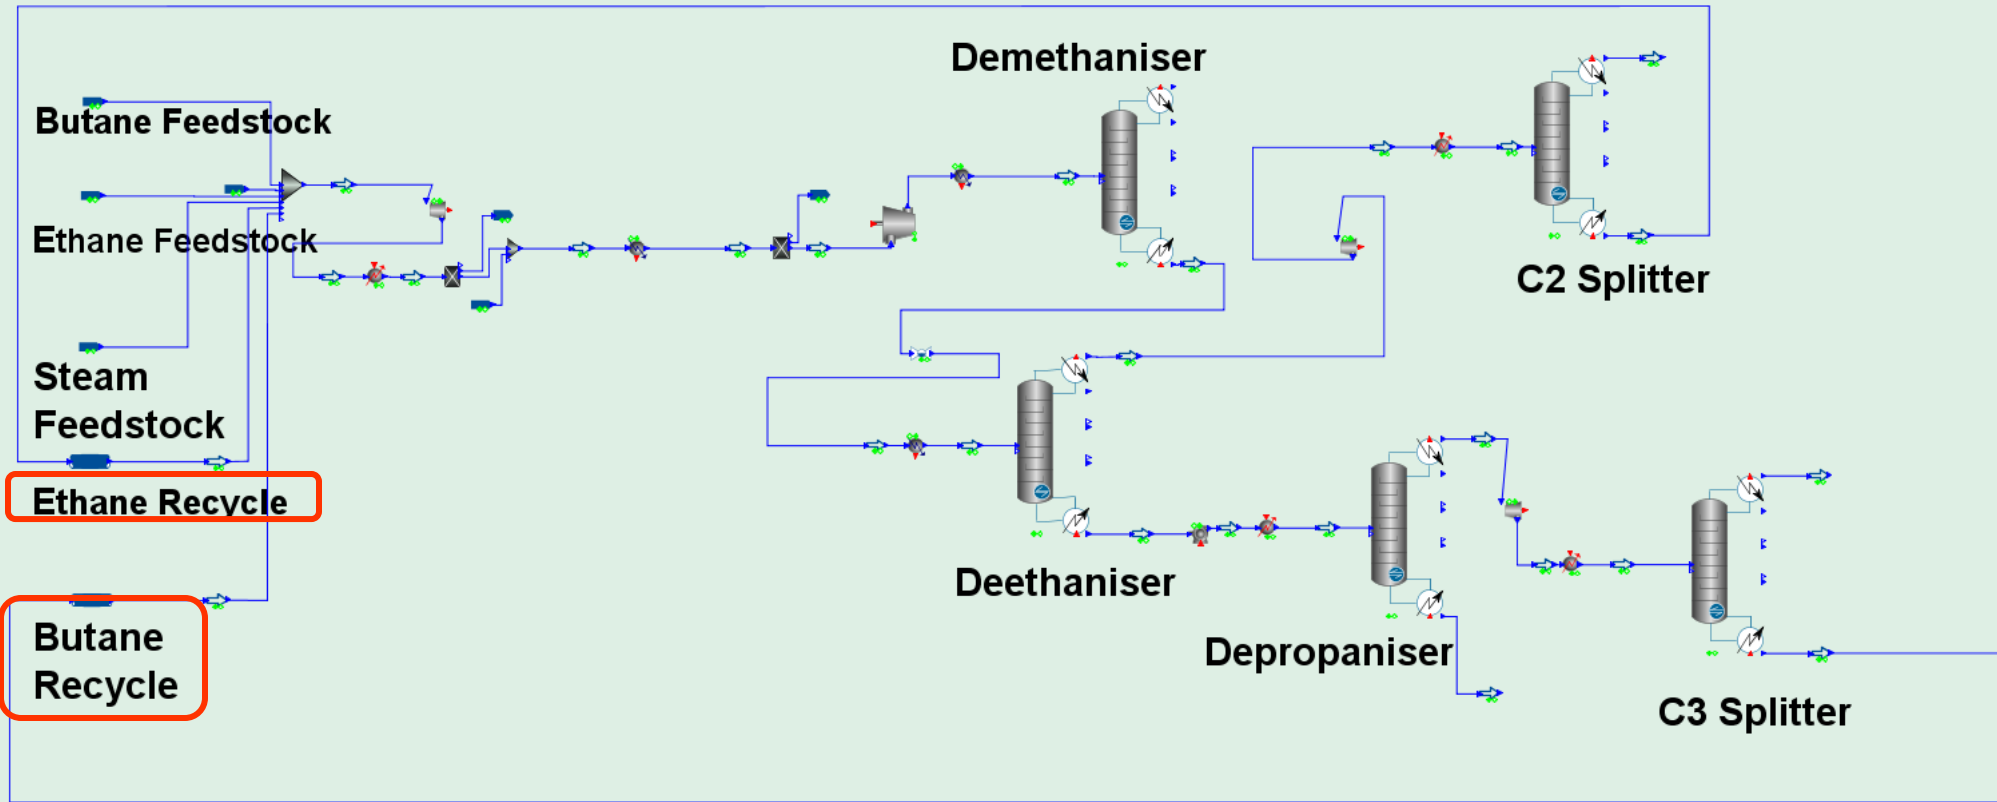 Demethaniser
Butane Feedstock
Ethane Feedstock
C2 Splitter
Steam
Feedstock
Ethane Recycle
Deethaniser
Butane
Recycle
Depropaniser
C3 Splitter